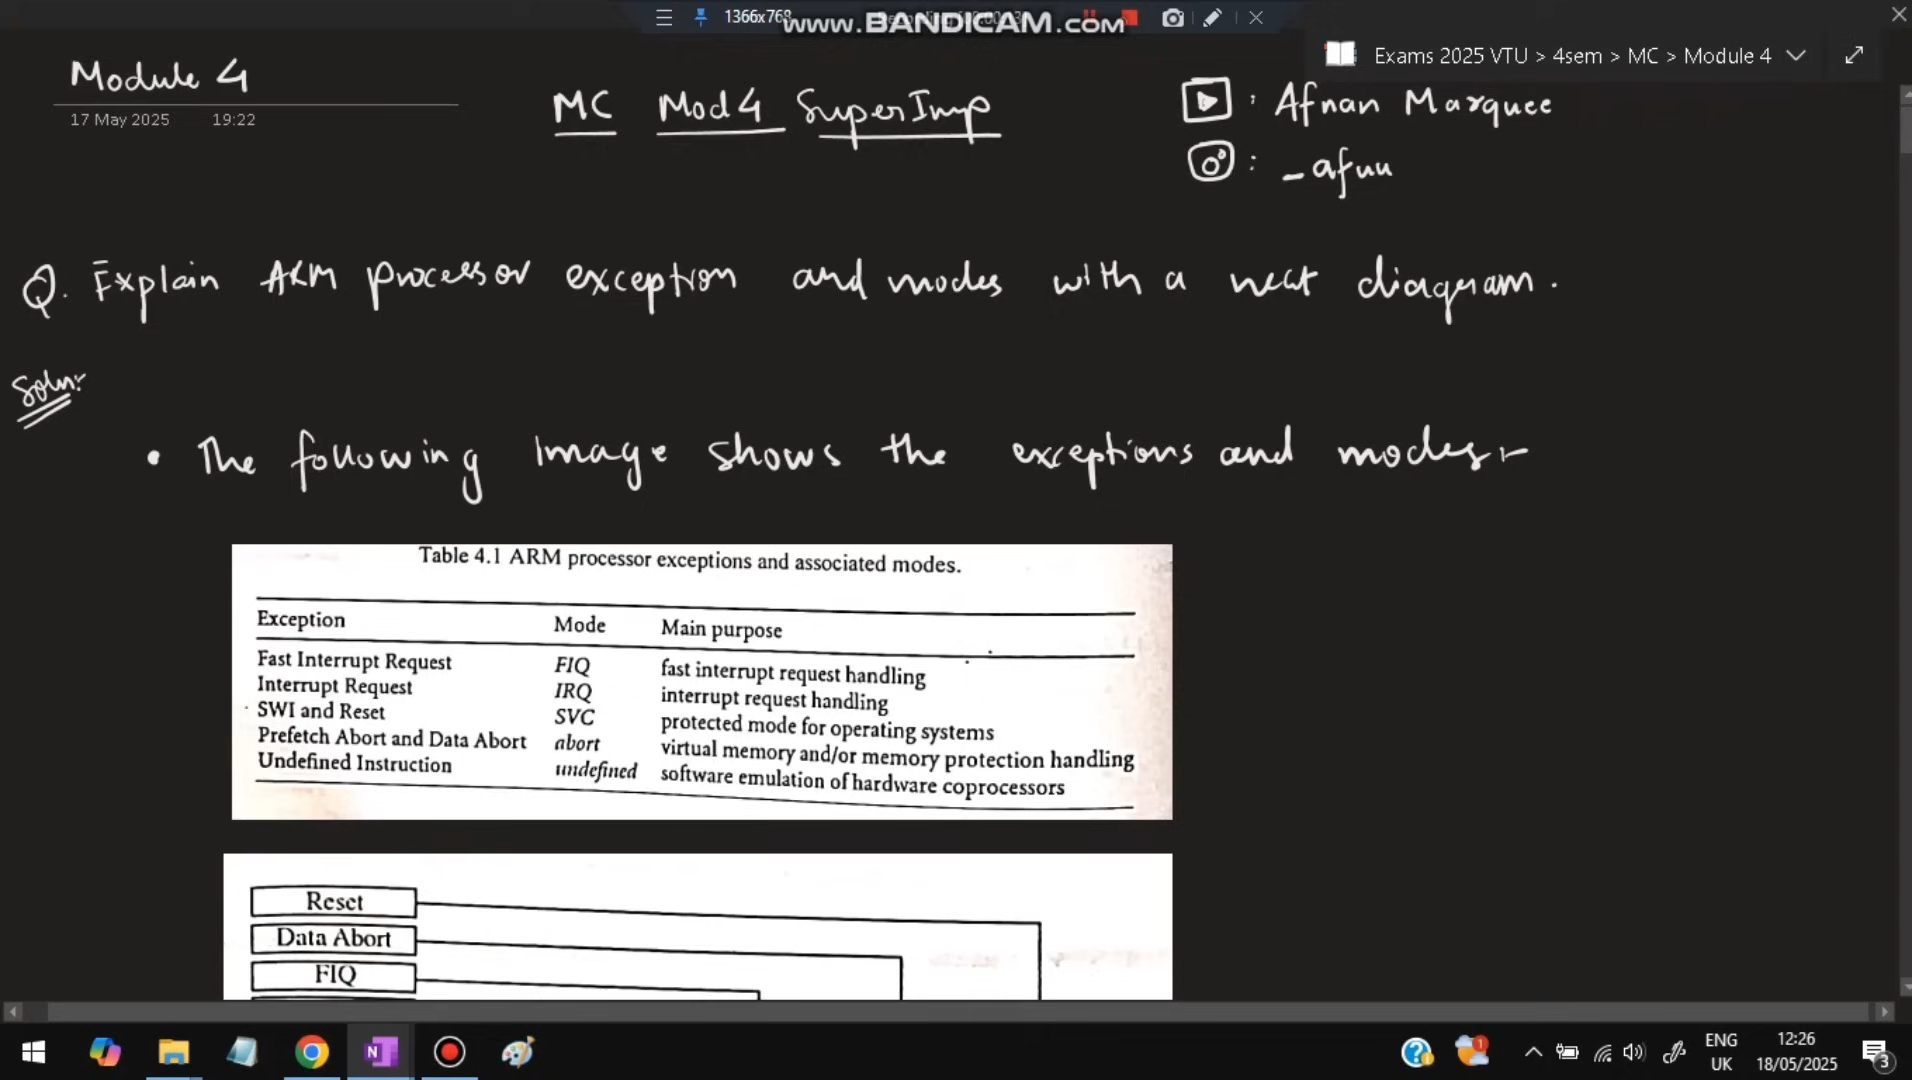 1366x768
www.BANDICAM.com
Exams 2025 VTU > 4sem > MC > Module 4
Module 4
17 May 2025 19:22
MC Mod4 SuperImp
: Afnan Marquee
: _afuu
Q. Explain ARM processor exception and modes with a neat diagram.
Soln:
• The following Image shows the exceptions and modes:-
Table 4.1 ARM processor exceptions and associated modes.
Exception Mode Main purpose
Fast Interrupt Request FIQ fast interrupt request handling
Interrupt Request IRQ interrupt request handling
SWI and Reset SVC protected mode for operating systems
Prefetch Abort and Data Abort abort virtual memory and/or memory protection handling
Undefined Instruction undefined software emulation of hardware coprocessors
Reset
Data Abort
FIQ
N
1
ENG
UK
12:26
18/05/2025
3